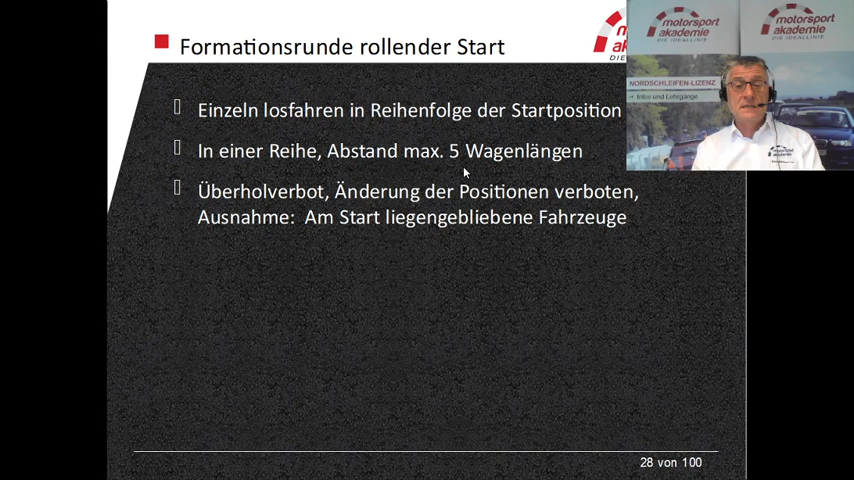 Formationsrunde rollender Start
Einzeln losfahren in Reihenfolge der Startposition
In einer Reihe, Abstand max. 5 Wagenlängen
Überholverbot, Änderung der Positionen verboten,
Ausnahme: Am Start liegengebliebene Fahrzeuge
28 von 100
motorsport
akademie
DIE IDEALLINIE
motorsport
akademie
DIE IDEALLINIE
NORDSCHLEIFEN-LIZENZ
Infos und Lehrgänge